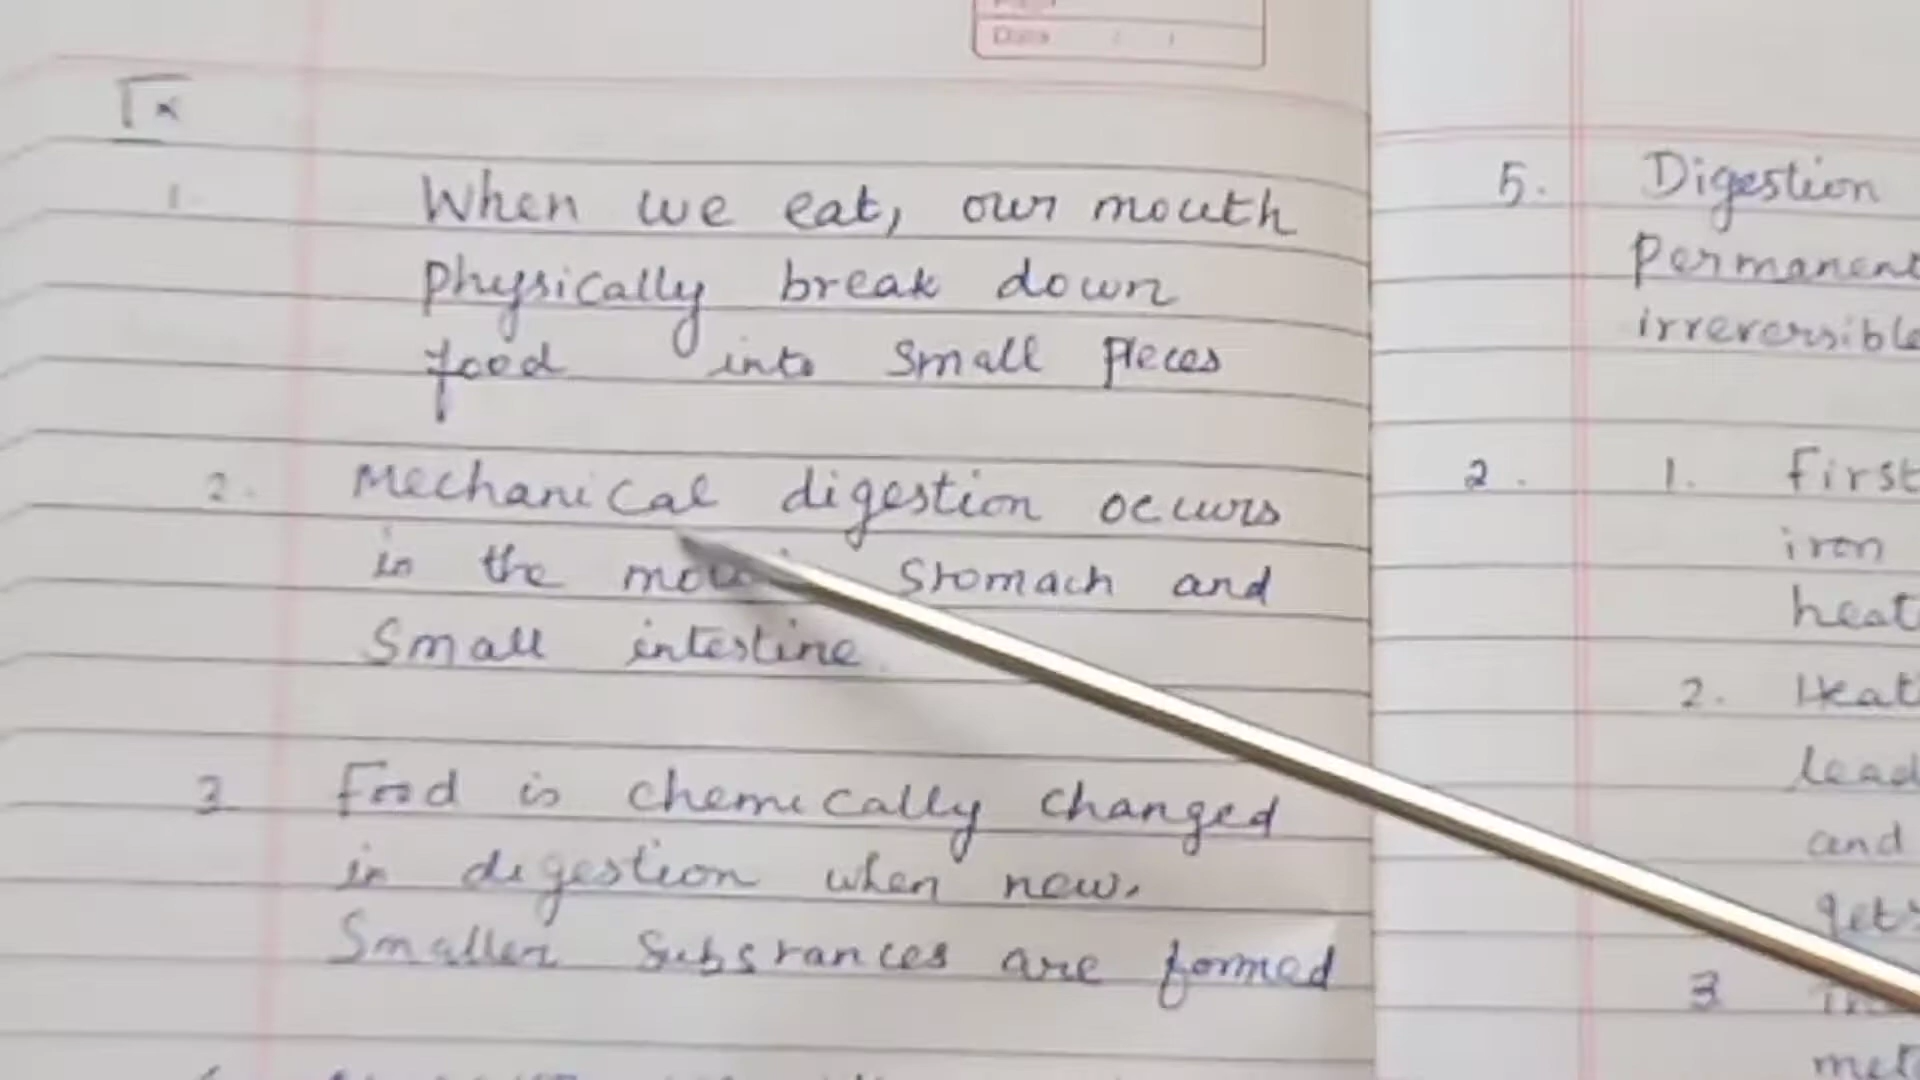 Date / /
1.
When we eat, our mouth
physically break down
food into small pieces
2. Mechanical digestion occurs
in the stomach and
small intestine.
3 Food is chemically changed
in digestion when new.
Smaller substances are formed
5. Digestion
Permanent
irreversible
2. 1. first
iron
heat
2. Heat
lead
and
gets
3